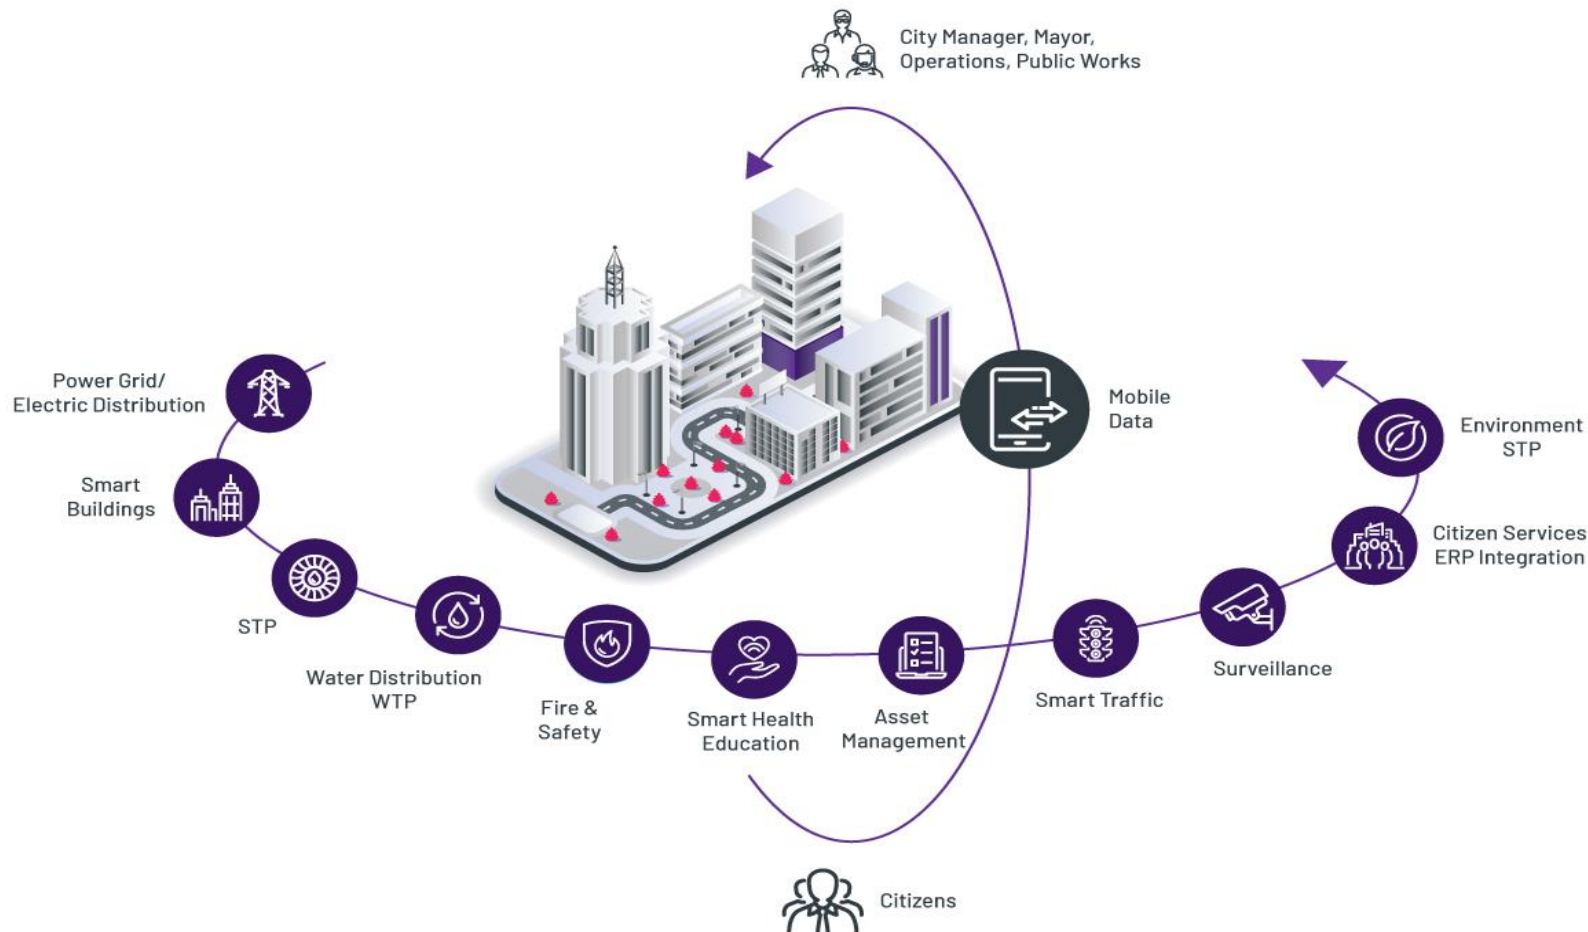 City Manager, Mayor,
Operations, Public Works
Power Grid/
Electric Distribution
Mobile
Data
Environment
STP
Smart
Buildings
Citizen Services
ERP Integration
STP
Water Distribution
WTP
Surveillance
Fire &
Safety
Smart Health
Education
Asset
Management
Smart Traffic
Citizens